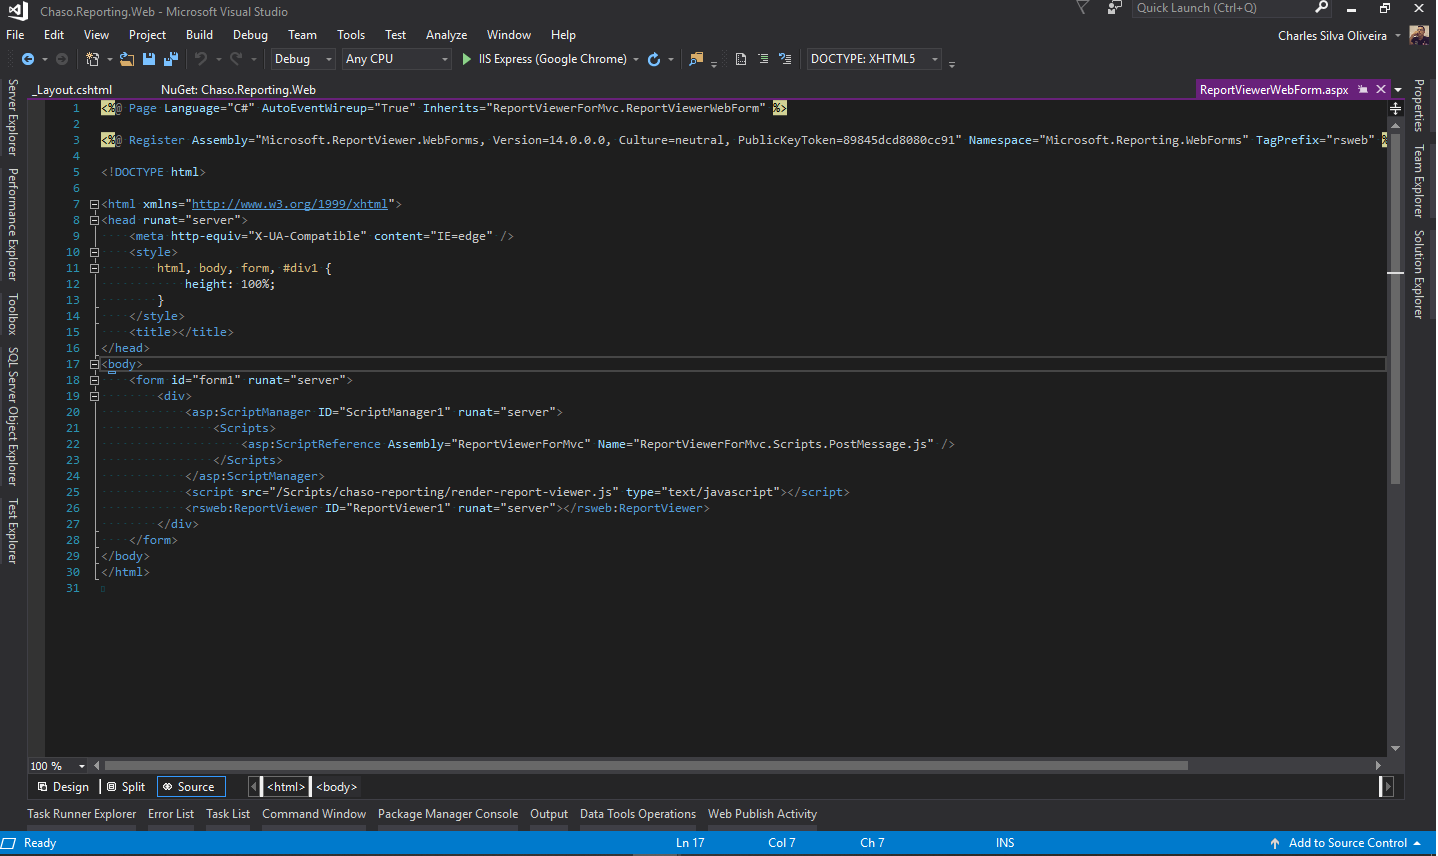 Chaso.Reporting.Web - Microsoft Visual Studio
Quick Launch (Ctrl+Q)
File Edit View Project Build Debug Team Tools Test Analyze Window Help
Charles Silva Oliveira
Debug Any CPU IIS Express (Google Chrome) DOCTYPE: XHTML5
_Layout.cshtml NuGet: Chaso.Reporting.Web ReportViewerWebForm.aspx
Server Explorer
Performance Explorer
Toolbox
SQL Server Object Explorer
Test Explorer
1 <%@ Page Language="C#" AutoEventWireup="True" Inherits="ReportViewerForMvc.ReportViewerWebForm" %>
2
3 <%@ Register Assembly="Microsoft.ReportViewer.WebForms, Version=14.0.0.0, Culture=neutral, PublicKeyToken=89845dcd8080cc91" Namespace="Microsoft.Reporting.WebForms" TagPrefix="rsweb"
4
5 <!DOCTYPE html>
6
7 <html xmlns="http://www.w3.org/1999/xhtml">
8 <head runat="server">
9 <meta http-equiv="X-UA-Compatible" content="IE=edge" />
10 <style>
11 html, body, form, #div1 {
12 height: 100%;
13 }
14 </style>
15 <title></title>
16 </head>
17 <body>
18 <form id="form1" runat="server">
19 <div>
20 <asp:ScriptManager ID="ScriptManager1" runat="server">
21 <Scripts>
22 <asp:ScriptReference Assembly="ReportViewerForMvc" Name="ReportViewerForMvc.Scripts.PostMessage.js" />
23 </Scripts>
24 </asp:ScriptManager>
25 <script src="/Scripts/chaso-reporting/render-report-viewer.js" type="text/javascript"></script>
26 <rsweb:ReportViewer ID="ReportViewer1" runat="server"></rsweb:ReportViewer>
27 </div>
28 </form>
29 </body>
30 </html>
31
Properties
Team Explorer
Solution Explorer
100 %
Design Split Source <html> <body>
Task Runner Explorer Error List Task List Command Window Package Manager Console Output Data Tools Operations Web Publish Activity
Ready Ln 17 Col 7 Ch 7 INS Add to Source Control